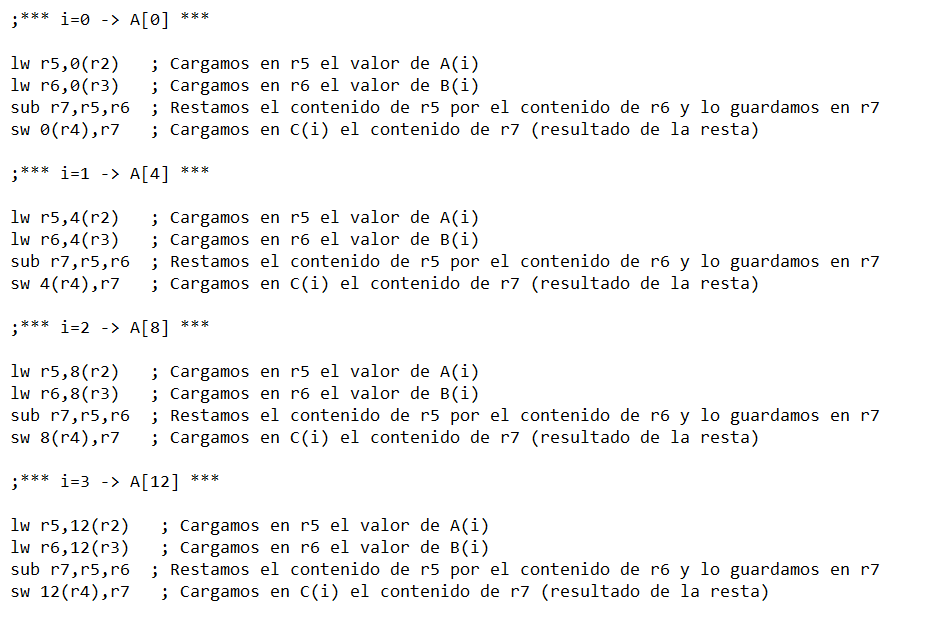 ;*** i=0 -> A[0] ***
lw r5,0(r2)   ; Cargamos en r5 el valor de A(i)
lw r6,0(r3)   ; Cargamos en r6 el valor de B(i)
sub r7,r5,r6  ; Restamos el contenido de r5 por el contenido de r6 y lo guardamos en r7
sw 0(r4),r7   ; Cargamos en C(i) el contenido de r7 (resultado de la resta)
;*** i=1 -> A[4] ***
lw r5,4(r2)   ; Cargamos en r5 el valor de A(i)
lw r6,4(r3)   ; Cargamos en r6 el valor de B(i)
sub r7,r5,r6  ; Restamos el contenido de r5 por el contenido de r6 y lo guardamos en r7
sw 4(r4),r7   ; Cargamos en C(i) el contenido de r7 (resultado de la resta)
;*** i=2 -> A[8] ***
lw r5,8(r2)   ; Cargamos en r5 el valor de A(i)
lw r6,8(r3)   ; Cargamos en r6 el valor de B(i)
sub r7,r5,r6  ; Restamos el contenido de r5 por el contenido de r6 y lo guardamos en r7
sw 8(r4),r7   ; Cargamos en C(i) el contenido de r7 (resultado de la resta)
;*** i=3 -> A[12] ***
lw r5,12(r2)   ; Cargamos en r5 el valor de A(i)
lw r6,12(r3)   ; Cargamos en r6 el valor de B(i)
sub r7,r5,r6  ; Restamos el contenido de r5 por el contenido de r6 y lo guardamos en r7
sw 12(r4),r7   ; Cargamos en C(i) el contenido de r7 (resultado de la resta)